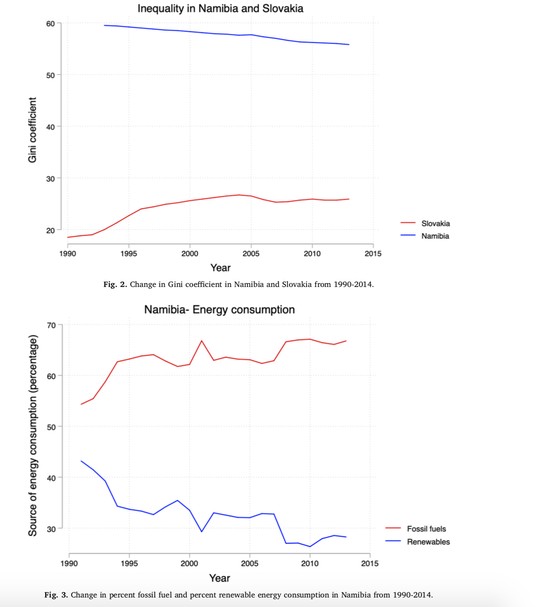 Inequality in Namibia and Slovakia
60
50
40
30
20
Gini coefficient
1990 1995 2000 2005 2010 2015
Year
Slovakia
Namibia
Fig. 2. Change in Gini coefficient in Namibia and Slovakia from 1990-2014.
Namibia- Energy consumption
70
60
50
40
30
Source of energy consumption (percentage)
1990 1995 2000 2005 2010 2015
Year
Fossil fuels
Renewables
Fig. 3. Change in percent fossil fuel and percent renewable energy consumption in Namibia from 1990-2014.